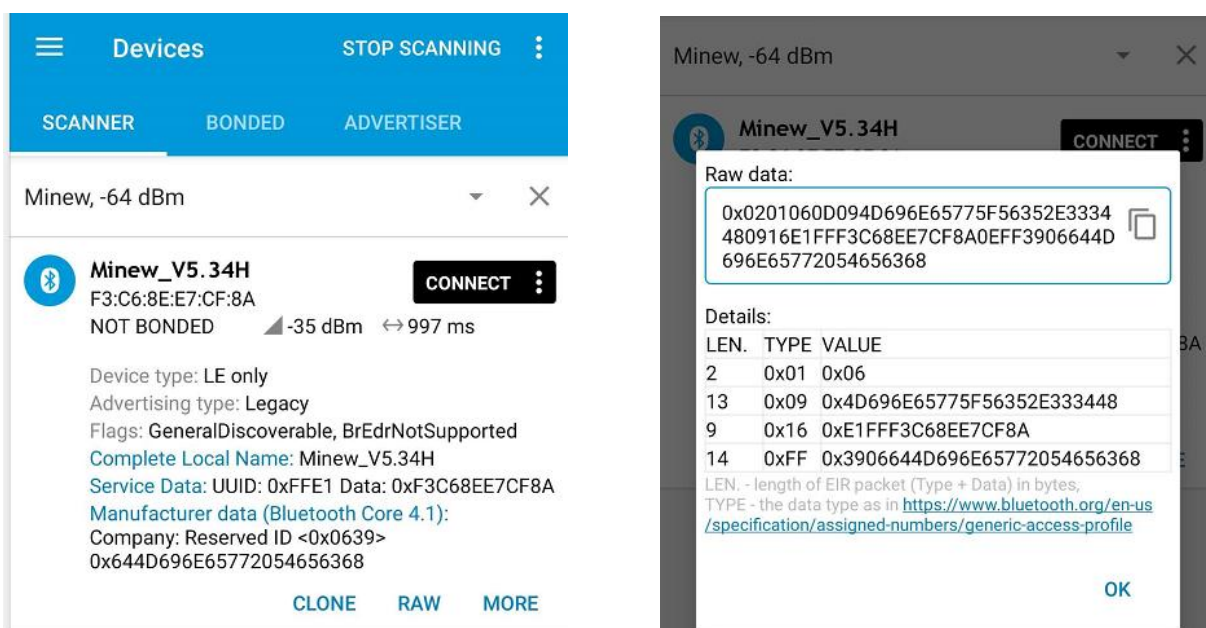 Devices
STOP SCANNING
SCANNER
BONDED
ADVERTISER
Minew, -64 dBm
Minew_V5.34H
CONNECT
F3:C6:8E:E7:CF:8A
NOT BONDED
-35 dBm
997 ms
Device type: LE only
Advertising type: Legacy
Flags: GeneralDiscoverable, BrEdrNotSupported
Complete Local Name: Minew_V5.34H
Service Data: UUID: 0xFFE1 Data: 0xF3C68EE7CF8A
Manufacturer data (Bluetooth Core 4.1):
Company: Reserved ID <0x0639>
0x644D696E65772054656368
CLONE
RAW
MORE
Minew, -64 dBm
Minew_V5.34H
CONNECT
Raw data:
0x0201060D094D696E65775F56352E3334
480916E1FFF3C68EE7CF8A0EFF3906644D
696E65772054656368
Details:
LEN. TYPE VALUE
2 0x01 0x06
13 0x09 0x4D696E65775F56352E333448
9 0x16 0xE1FFF3C68EE7CF8A
14 0xFF 0x3906644D696E65772054656368
LEN. - length of EIR packet (Type + Data) in bytes,
TYPE - the data type as in https://www.bluetooth.org/en-us
/specification/assigned-numbers/generic-access-profile
OK
8A